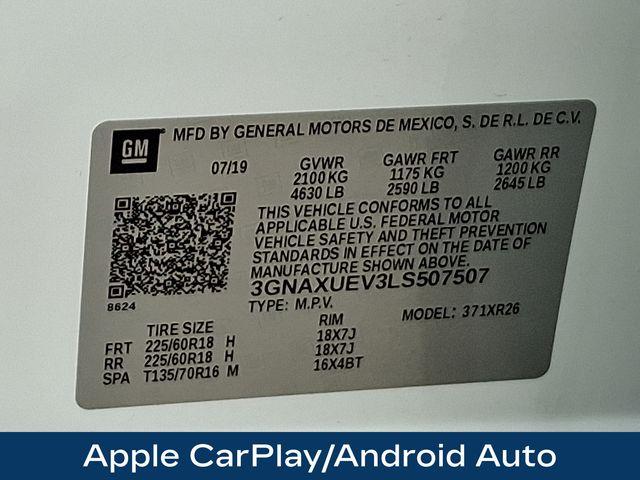 GM
MFD BY GENERAL MOTORS DE MEXICO, S. DE R.L. DE C.V.
07/19 GVWR GAWR FRT GAWR RR
2100 KG 1175 KG 1200 KG
4630 LB 2590 LB 2645 LB
THIS VEHICLE CONFORMS TO ALL
APPLICABLE U.S. FEDERAL MOTOR
VEHICLE SAFETY AND THEFT PREVENTION
STANDARDS IN EFFECT ON THE DATE OF
MANUFACTURE SHOWN ABOVE.
3GNAXUEV3LS507507
8624
TYPE: M.P.V. MODEL: 371XR26
TIRE SIZE RIM
FRT 225/60R18 H 18X7J
RR 225/60R18 H 18X7J
SPA T135/70R16 M 16X4BT
Apple CarPlay/Android Auto